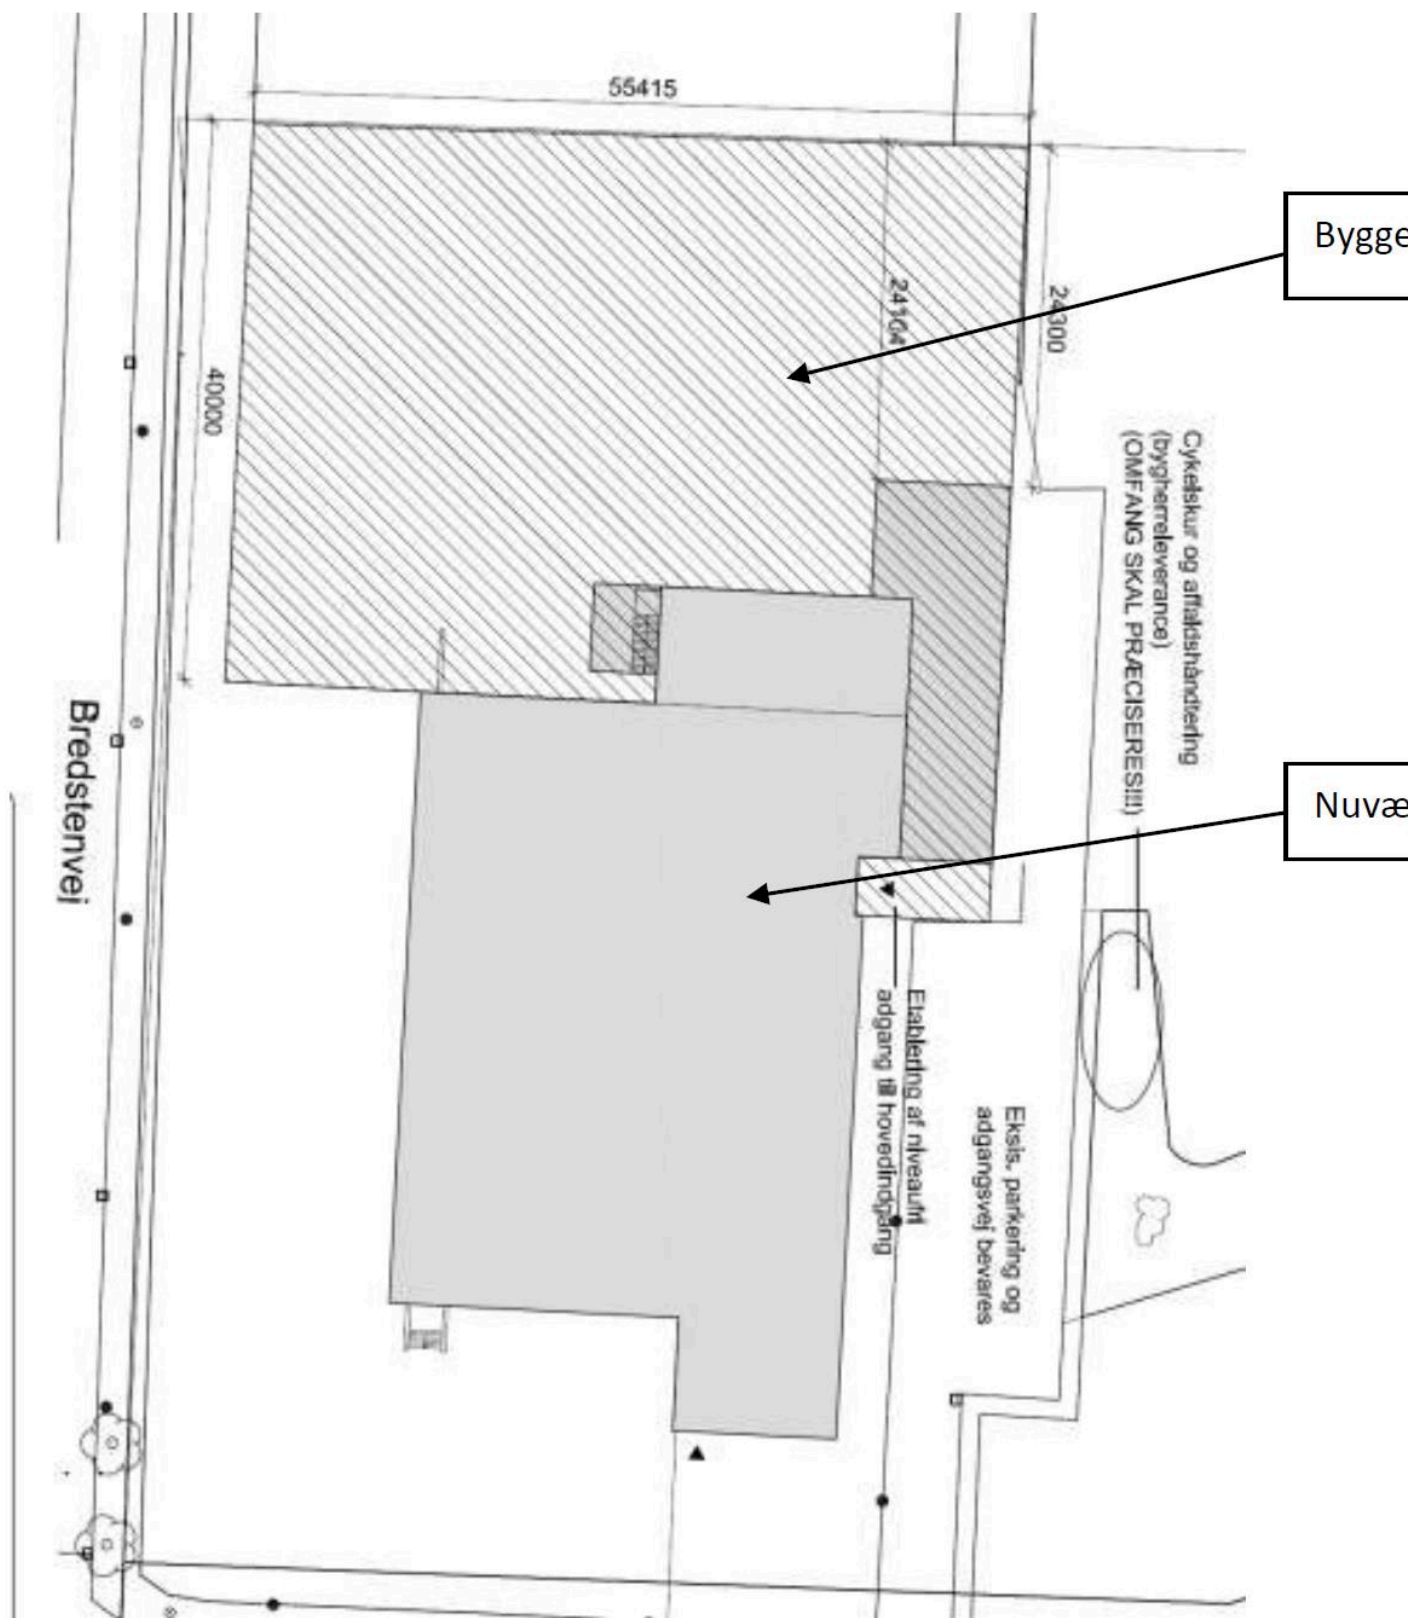 55415
Bygge
24104
24300
40000
Cykelskur og affaldshåndtering
(bygherreleverance)
(OMFANG SKAL PRÆCISERES!!!)
Bredstenvej
Nuvæ
Etablering af niveaufri
adgang till hovedindgang
Eksis. parkering og
adgangsvej bevares